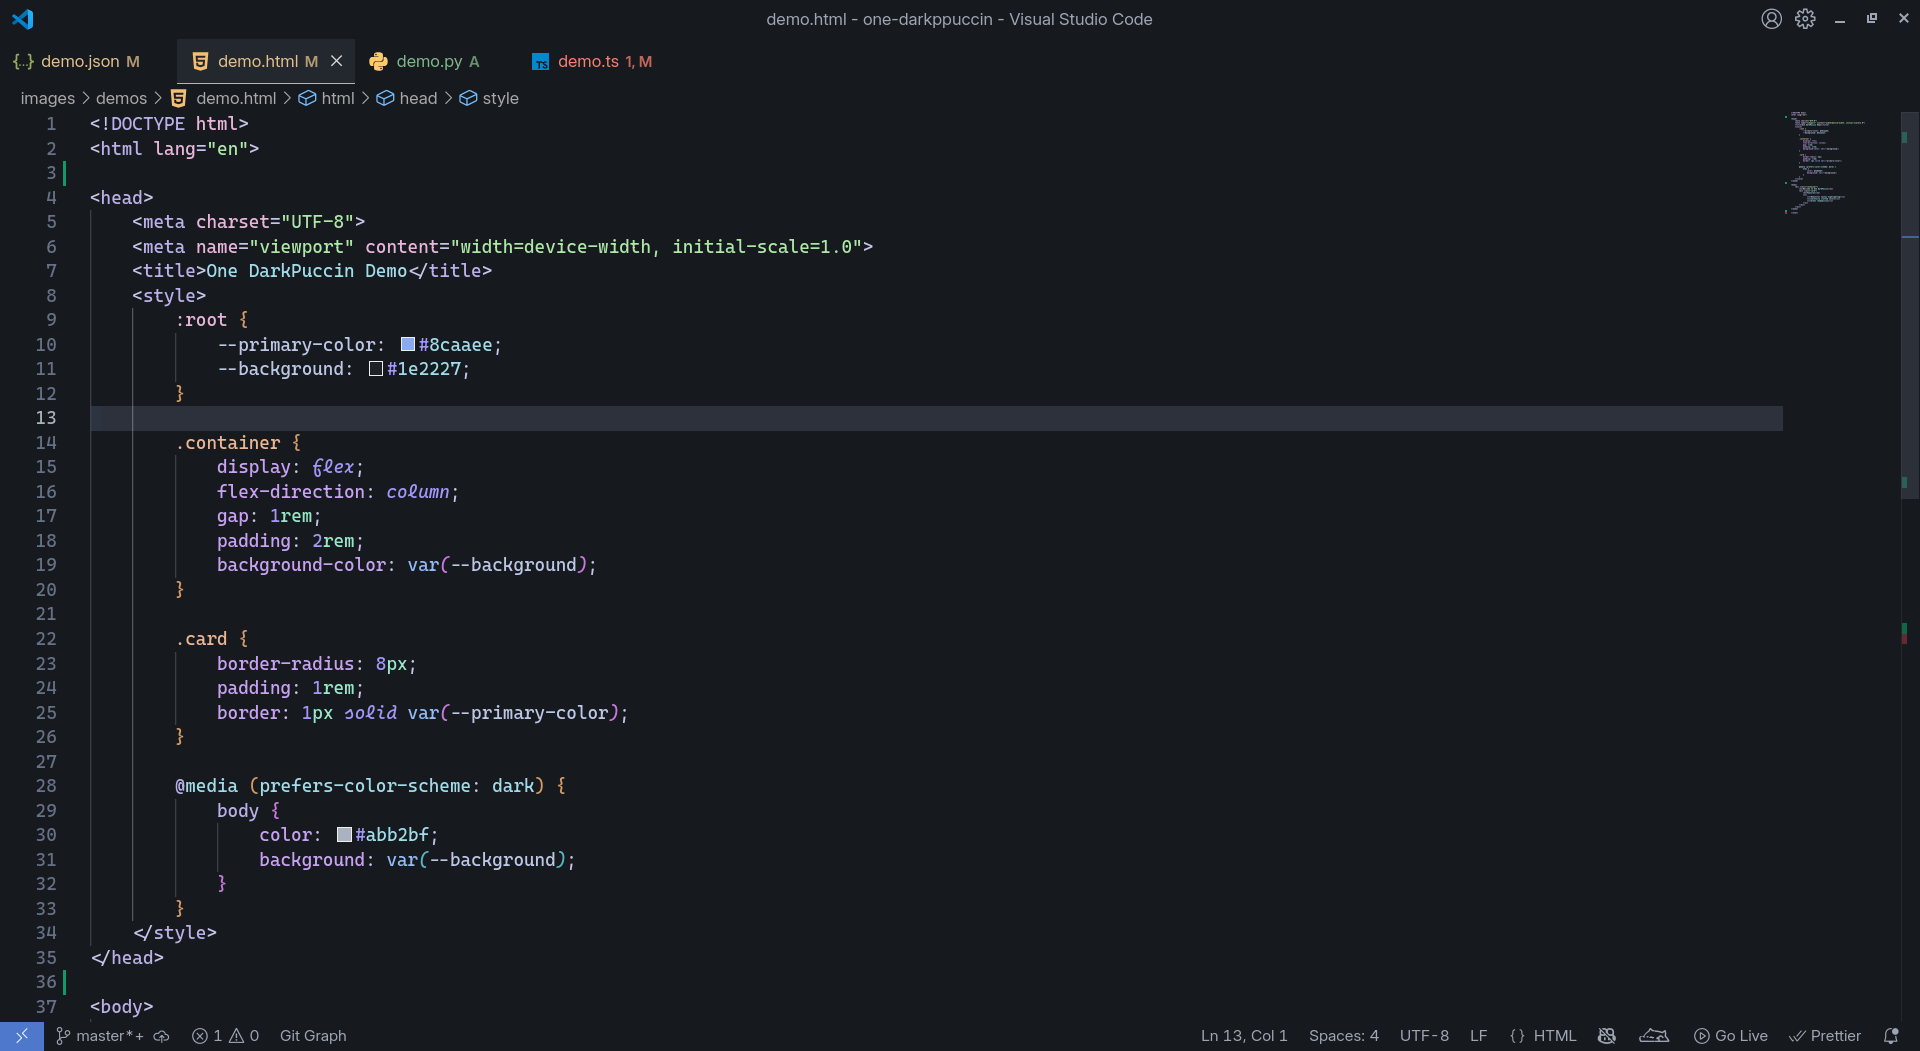 demo.html - one-darkppuccin - Visual Studio Code
{..} demo.json M demo.html M demo.py A TS demo.ts 1, M
images > demos > demo.html > html > head > style
1 <!DOCTYPE html>
2 <html lang="en">
3
4 <head>
5     <meta charset="UTF-8">
6     <meta name="viewport" content="width=device-width, initial-scale=1.0">
7     <title>One DarkPuccin Demo</title>
8     <style>
9         :root {
10             --primary-color: #8caaee;
11             --background: #1e2227;
12         }
13
14         .container {
15             display: flex;
16             flex-direction: column;
17             gap: 1rem;
18             padding: 2rem;
19             background-color: var(--background);
20         }
21
22         .card {
23             border-radius: 8px;
24             padding: 1rem;
25             border: 1px solid var(--primary-color);
26         }
27
28         @media (prefers-color-scheme: dark) {
29             body {
30                 color: #abb2bf;
31                 background: var(--background);
32             }
33         }
34     </style>
35 </head>
36
37 <body>
master*+ 1 0 Git Graph Ln 13, Col 1 Spaces: 4 UTF-8 LF {} HTML Go Live Prettier